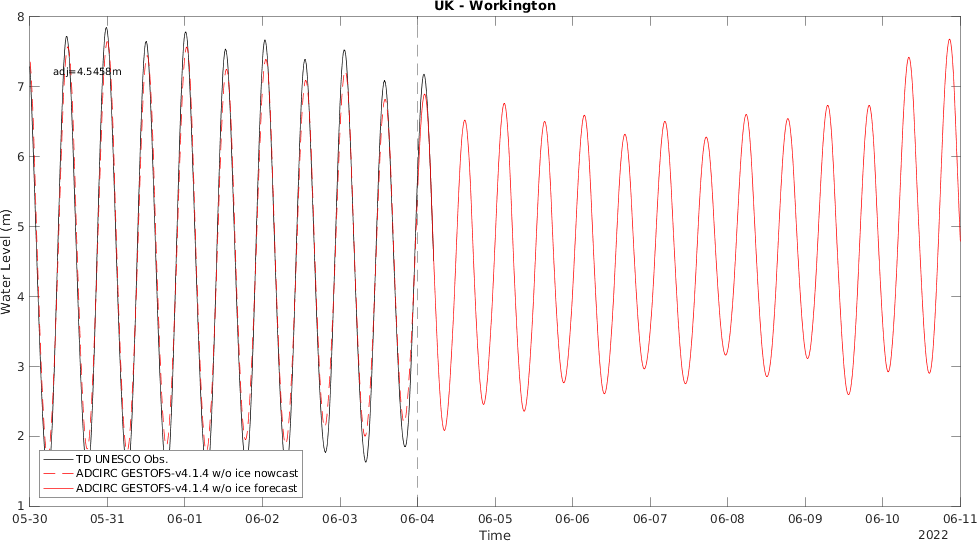 UK - Workington
8
adj=4.5458m
7
6
5
4
3
2
1
Water Level (m)
TD UNESCO Obs.
ADCIRC GESTOFS-v4.1.4 w/o ice nowcast
ADCIRC GESTOFS-v4.1.4 w/o ice forecast
05-30 05-31 06-01 06-02 06-03 06-04 06-05 06-06 06-07 06-08 06-09 06-10 06-11
Time
2022